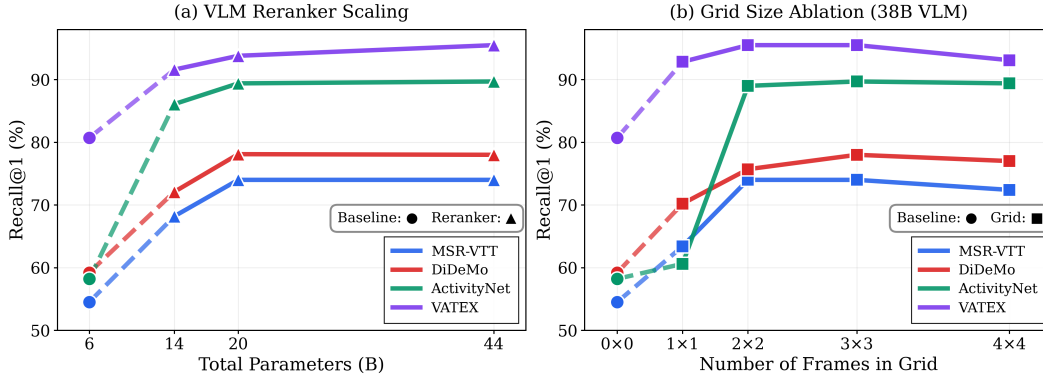 (a) VLM Reranker Scaling
Recall@1 (%)
90
80
70
60
50
6
14
20
44
Total Parameters (B)
Baseline: Reranker:
MSR-VTT
DiDeMo
ActivityNet
VATEX
(b) Grid Size Ablation (38B VLM)
Recall@1 (%)
90
80
70
60
50
0×0
1×1
2×2
3×3
4×4
Number of Frames in Grid
Baseline: Grid:
MSR-VTT
DiDeMo
ActivityNet
VATEX